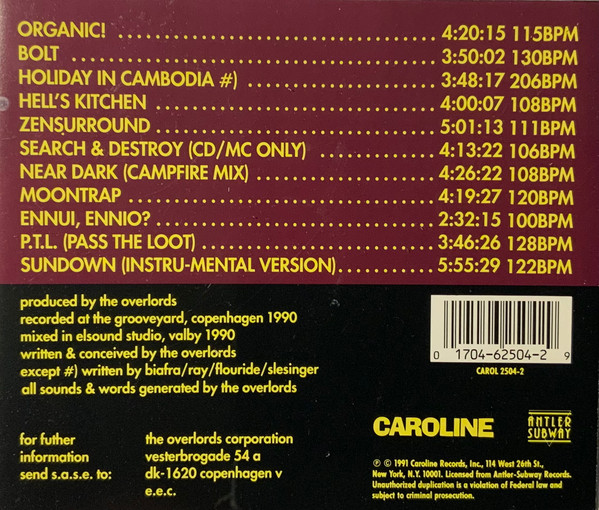 ORGANIC! 4:20:15 115BPM
BOLT 3:50:02 130BPM
HOLIDAY IN CAMBODIA #) 3:48:17 206BPM
HELL'S KITCHEN 4:00:07 108BPM
ZENSURROUND 5:01:13 111BPM
SEARCH & DESTROY (CD/MC ONLY) 4:13:22 106BPM
NEAR DARK (CAMPFIRE MIX) 4:26:22 108BPM
MOONTRAP 4:19:27 120BPM
ENNUI, ENNIO? 2:32:15 100BPM
P.T.L. (PASS THE LOOT) 3:46:26 128BPM
SUNDOWN (INSTRU-MENTAL VERSION) 5:55:29 122BPM
produced by the overlords
recorded at the grooveyard, copenhagen 1990
mixed in elsound studio, valby 1990
written & conceived by the overlords
except #) written by biafra/ray/flouride/slesinger
all sounds & words generated by the overlords
0 1704-62504-2 9
CAROL 2504-2
for futher
information
send s.a.s.e. to:
the overlords corporation
vesterbrogade 54 a
dk-1620 copenhagen v
e.e.c.
CAROLINE
ANTLER
SUBWAY
℗ © 1991 Caroline Records, Inc., 114 West 26th St.,
New York, N.Y. 10001. Licensed from Antler-Subway Records.
Unauthorized duplication is a violation of Federal law and
subject to criminal prosecution.